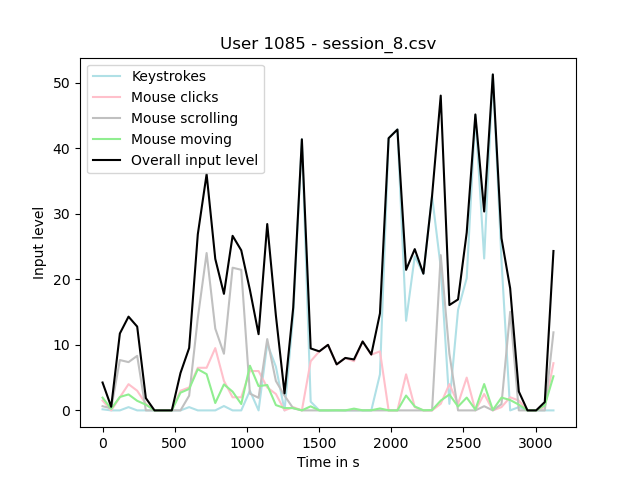 User 1085 - session_8.csv
Keystrokes
Mouse clicks
Mouse scrolling
Mouse moving
Overall input level
Input level
50
40
30
20
10
0
0 500 1000 1500 2000 2500 3000
Time in s